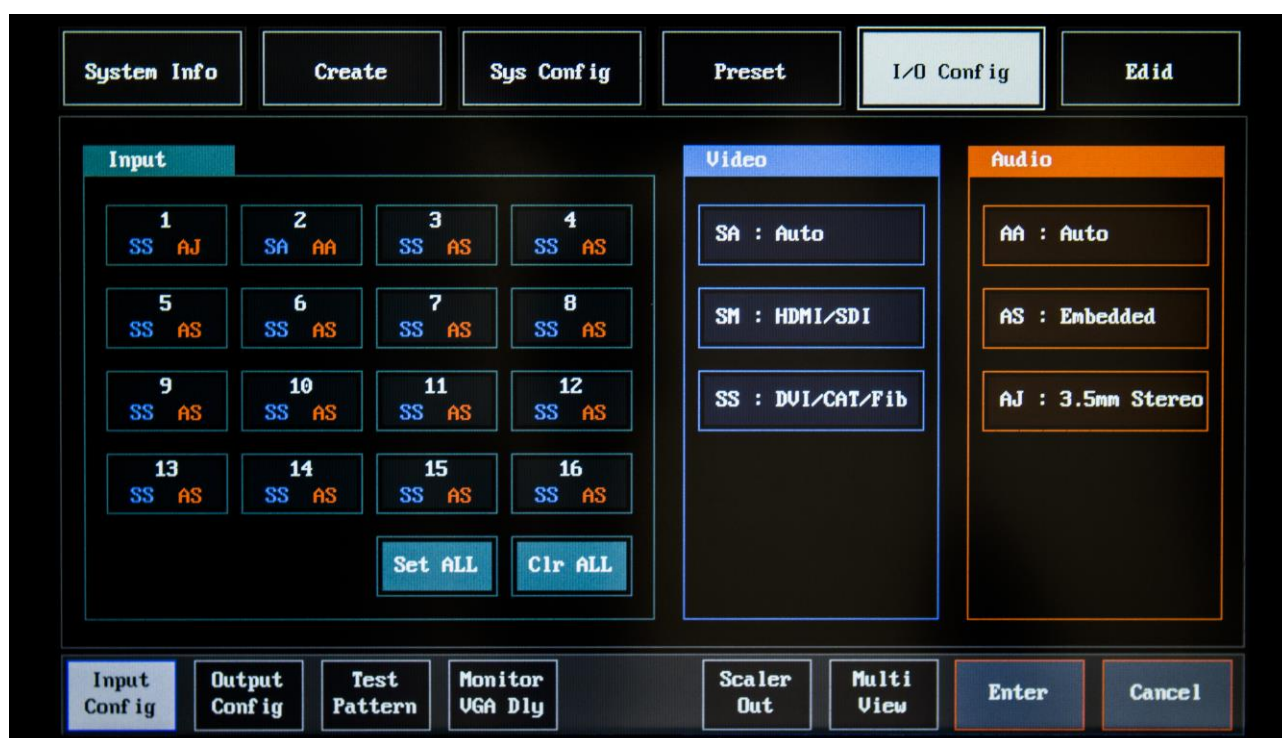 System Info Create Sys Config Preset I/O Config Edid
Input Video Audio
1 2 3 4
SS AJ SA AA SS AS SS AS
SA : Auto AA : Auto
5 6 7 8
SS AS SS AS SS AS SS AS
SM : HDMI/SDI AS : Embedded
9 10 11 12
SS AS SS AS SS AS SS AS
SS : DVI/CAT/Fib AJ : 3.5mm Stereo
13 14 15 16
SS AS SS AS SS AS SS AS
Set ALL Clr ALL
Input Output Test Monitor Scaler Multi
Config Config Pattern VGA Dly Out View
Enter Cancel